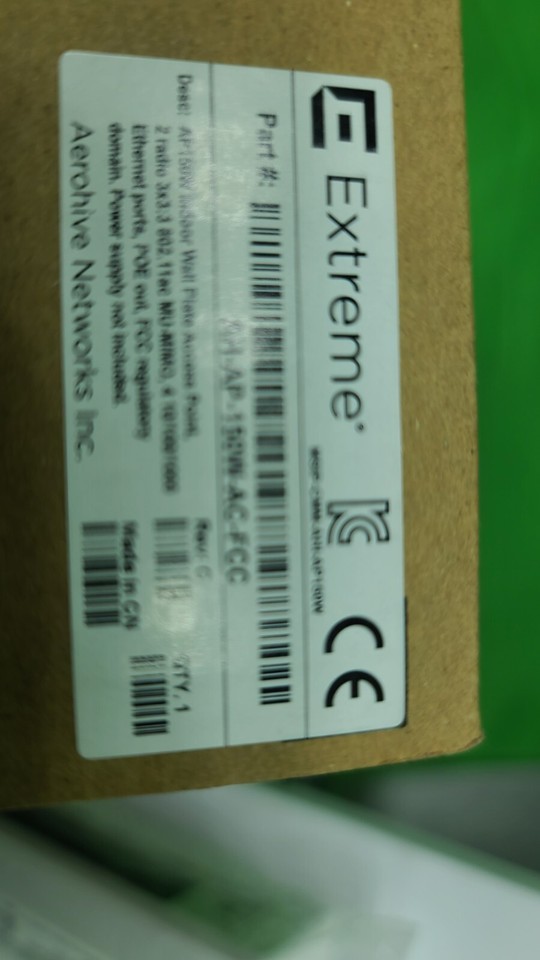 Extreme
CE
Part #:
AH-AP-150W-AC-FCC
Desc: AP150W Indoor Wall Plate Access Point,
2 radio 3x3:3 802.11ac MU-MIMO, 4 10/100/1000
Ethernet ports, POE out, FCC regulatory
domain. Power supply not included.
Rev: C
QTY. 1
Aerohive Networks Inc.
Made in CN